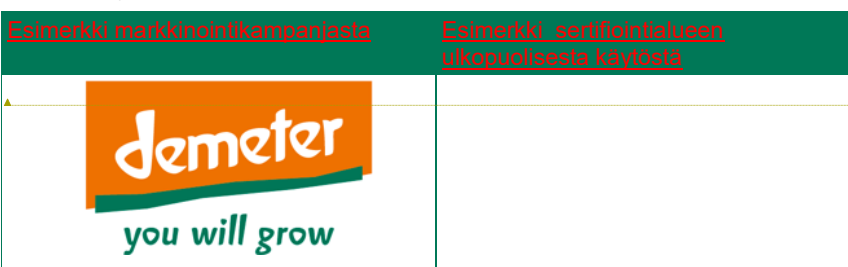 Esimerkki markkinointikampanjasta
Esimerkki sertifiointialueen
ulkopuolisesta käytöstä
demeter
you will grow